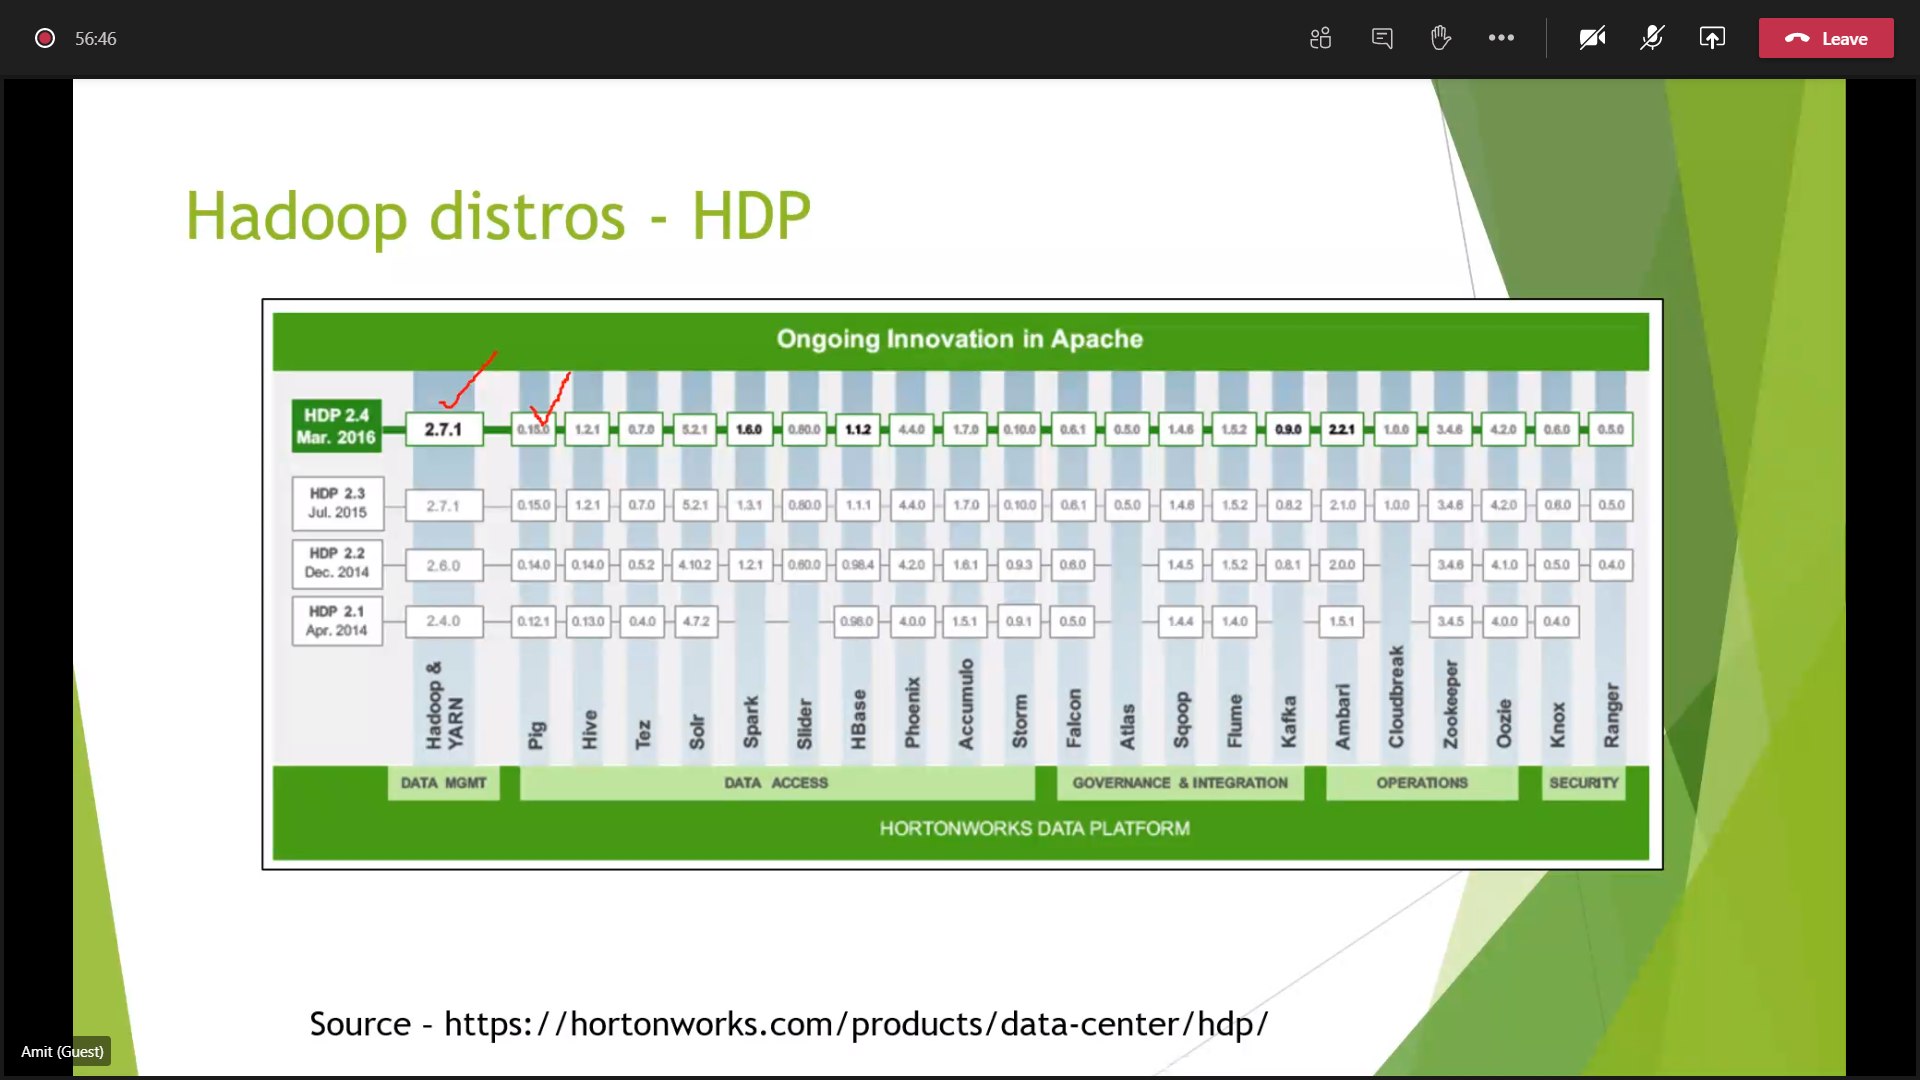 56:46
Leave
Hadoop distros - HDP
Ongoing Innovation in Apache
HDP 2.4
Mar. 2016
2.7.1 0.15.0 1.2.1 0.7.0 5.2.1 1.6.0 0.80.0 1.1.2 4.4.0 1.7.0 0.10.0 0.6.1 0.5.0 1.4.6 1.5.2 0.9.0 2.2.1 1.0.0 3.4.6 4.2.0 0.6.0 0.5.0
HDP 2.3
Jul. 2015
2.7.1 0.15.0 1.2.1 0.7.0 5.2.1 1.3.1 0.80.0 1.1.1 4.4.0 1.7.0 0.10.0 0.6.1 0.5.0 1.4.6 1.5.2 0.8.2 2.1.0 1.0.0 3.4.6 4.2.0 0.6.0 0.5.0
HDP 2.2
Dec. 2014
2.6.0 0.14.0 0.14.0 0.5.2 4.10.2 1.2.1 0.60.0 0.98.4 4.2.0 1.6.1 0.9.3 0.6.0 1.4.5 1.5.2 0.8.1 2.0.0 3.4.6 4.1.0 0.5.0 0.4.0
HDP 2.1
Apr. 2014
2.4.0 0.12.1 0.13.0 0.4.0 4.7.2 0.98.0 4.0.0 1.5.1 0.9.1 0.5.0 1.4.4 1.4.0 1.5.1 3.4.5 4.0.0 0.4.0
Hadoop &
YARN
Pig
Hive
Tez
Solr
Spark
Slider
HBase
Phoenix
Accumulo
Storm
Falcon
Atlas
Sqoop
Flume
Kafka
Ambari
Cloudbreak
Zookeeper
Oozie
Knox
Ranger
DATA MGMT DATA ACCESS GOVERNANCE & INTEGRATION OPERATIONS SECURITY
HORTONWORKS DATA PLATFORM
Source - https://hortonworks.com/products/data-center/hdp/
Amit (Guest)